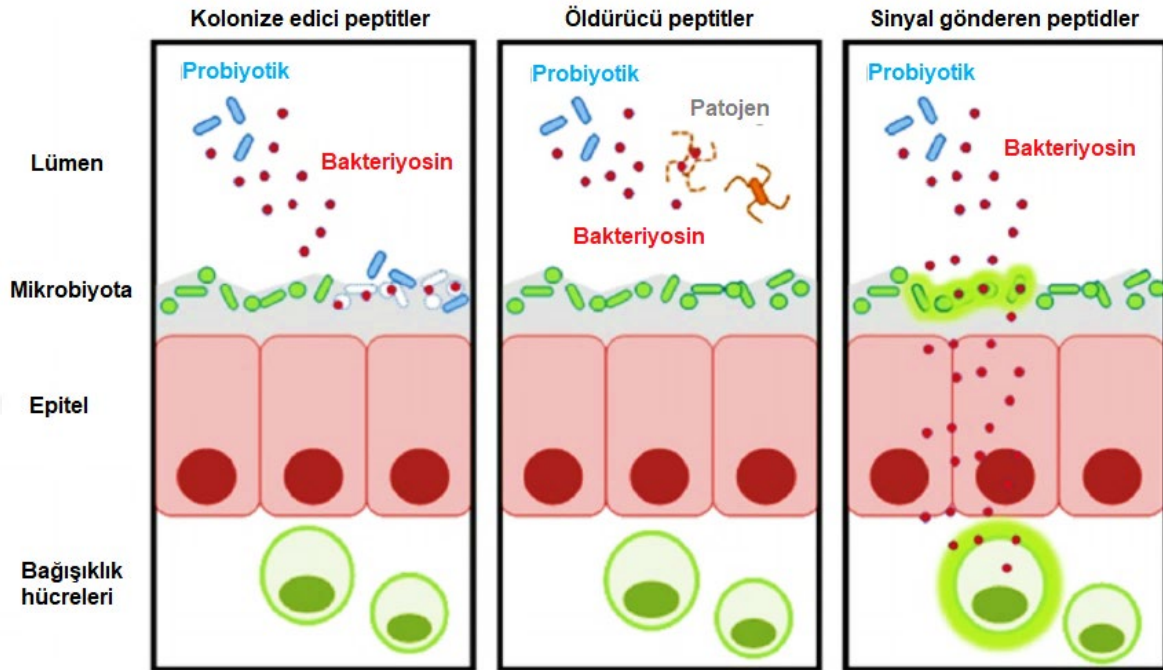 Kolonize edici peptitler
Öldürücü peptitler
Sinyal gönderen peptidler
Lümen
Mikrobiyota
Epitel
Bağışıklık
hücreleri
Probiyotik
Bakteriyosin
Probiyotik
Patojen
Bakteriyosin
Probiyotik
Bakteriyosin